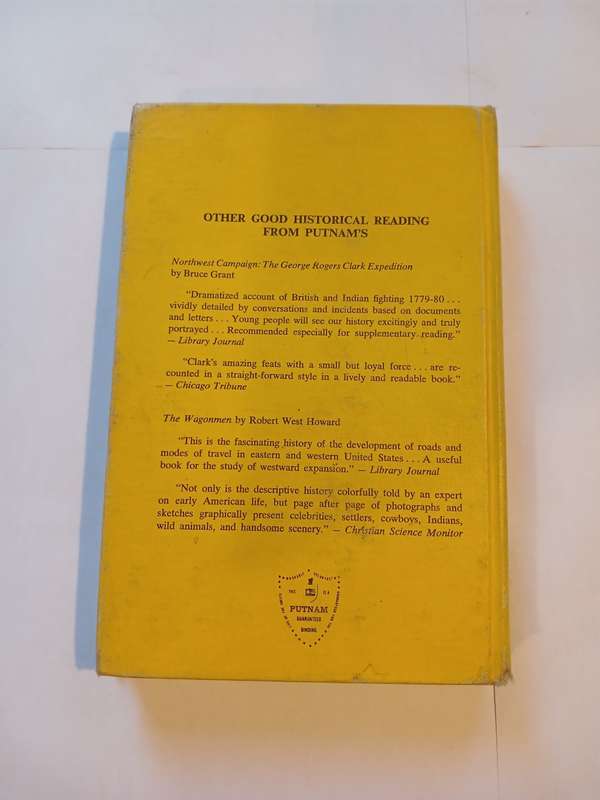 OTHER GOOD HISTORICAL READING
FROM PUTNAM'S
Northwest Campaign: The George Rogers Clark Expedition
by Bruce Grant
"Dramatized account of British and Indian fighting 1779-80 . . .
vividly detailed by conversations and incidents based on documents
and letters . . . Young people will see our history excitingly and truly
portrayed . . . Recommended especially for supplementary reading."
— Library Journal
"Clark's amazing feats with a small but loyal force . . . are re-
counted in a straight-forward style in a lively and readable book."
— Chicago Tribune
The Wagonmen by Robert West Howard
"This is the fascinating history of the development of roads and
modes of travel in eastern and western United States . . . A useful
book for the study of westward expansion." — Library Journal
"Not only is the descriptive history colorfully told by an expert
on early American life, but page after page of photographs and
sketches graphically present celebrities, settlers, cowboys, Indians,
wild animals, and handsome scenery." — Christian Science Monitor
THIS IS A
PUTNAM
GUARANTEED
BINDING